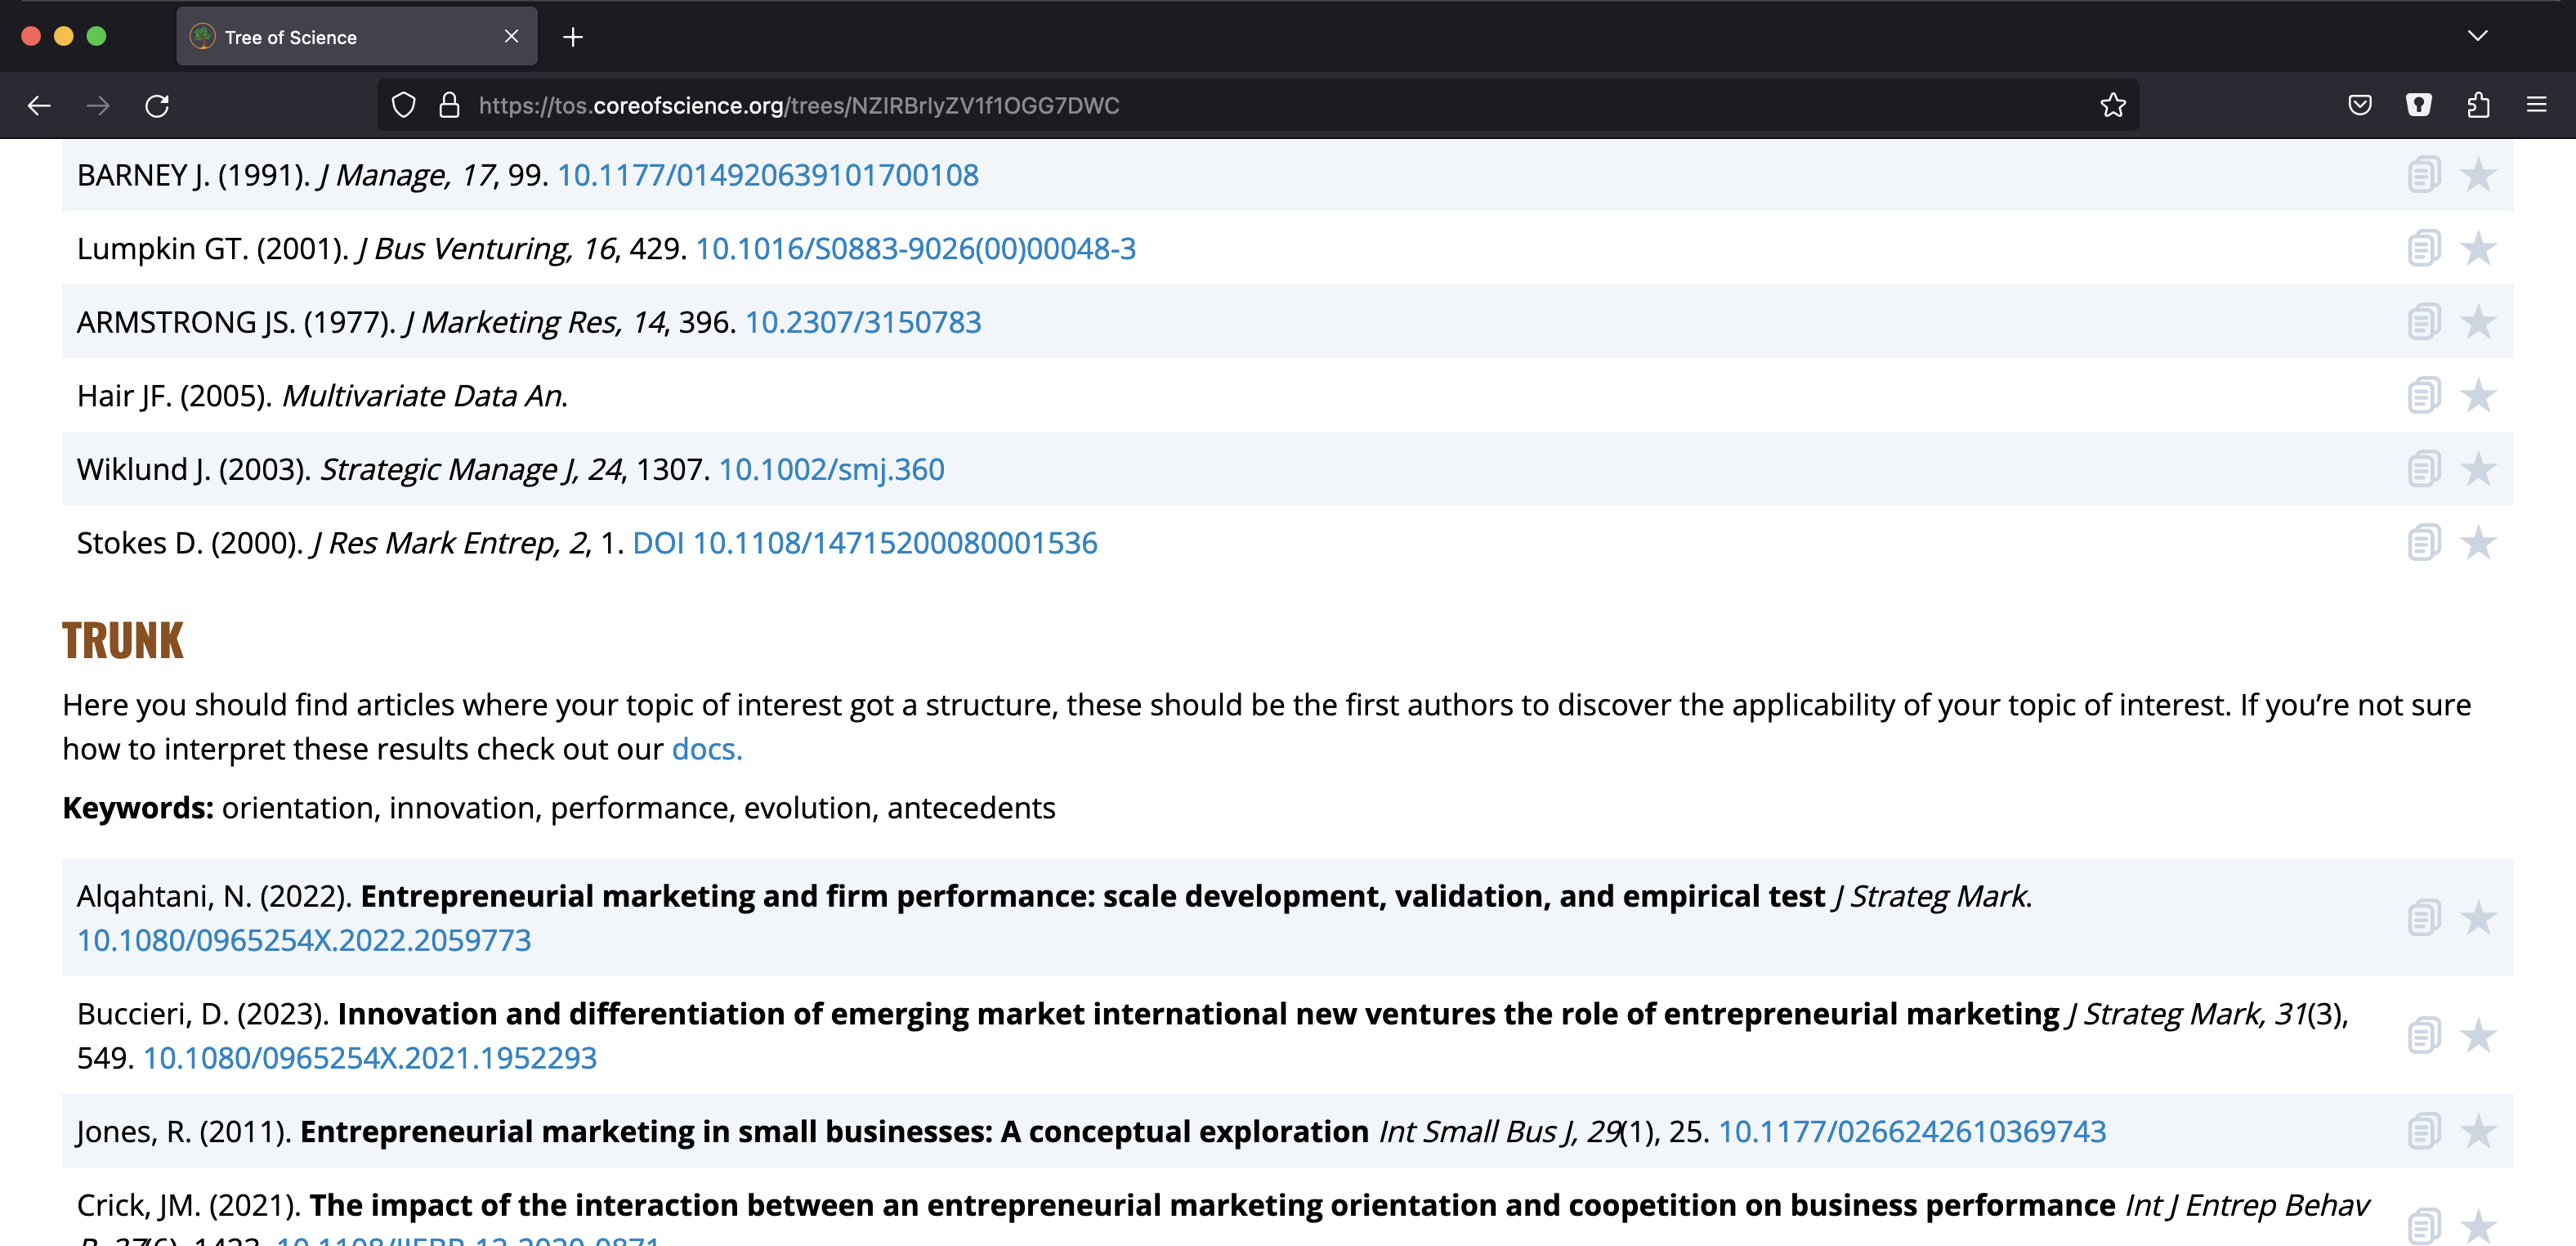 Tree of Science
https://tos.coreofscience.org/trees/NZIRBrIyZV1f1OGG7DWC
BARNEY J. (1991). J Manage, 17, 99. 10.1177/014920639101700108
Lumpkin GT. (2001). J Bus Venturing, 16, 429. 10.1016/S0883-9026(00)00048-3
ARMSTRONG JS. (1977). J Marketing Res, 14, 396. 10.2307/3150783
Hair JF. (2005). Multivariate Data An.
Wiklund J. (2003). Strategic Manage J, 24, 1307. 10.1002/smj.360
Stokes D. (2000). J Res Mark Entrep, 2, 1. DOI 10.1108/14715200080001536
TRUNK
Here you should find articles where your topic of interest got a structure, these should be the first authors to discover the applicability of your topic of interest. If you’re not sure
how to interpret these results check out our docs.
Keywords: orientation, innovation, performance, evolution, antecedents
Alqahtani, N. (2022). Entrepreneurial marketing and firm performance: scale development, validation, and empirical test J Strateg Mark.
10.1080/0965254X.2022.2059773
Buccieri, D. (2023). Innovation and differentiation of emerging market international new ventures the role of entrepreneurial marketing J Strateg Mark, 31(3),
549. 10.1080/0965254X.2021.1952293
Jones, R. (2011). Entrepreneurial marketing in small businesses: A conceptual exploration Int Small Bus J, 29(1), 25. 10.1177/0266242610369743
Crick, JM. (2021). The impact of the interaction between an entrepreneurial marketing orientation and coopetition on business performance Int J Entrep Behav
R, 27(6), 1423. 10.1108/IJEBR-12-2020-0871